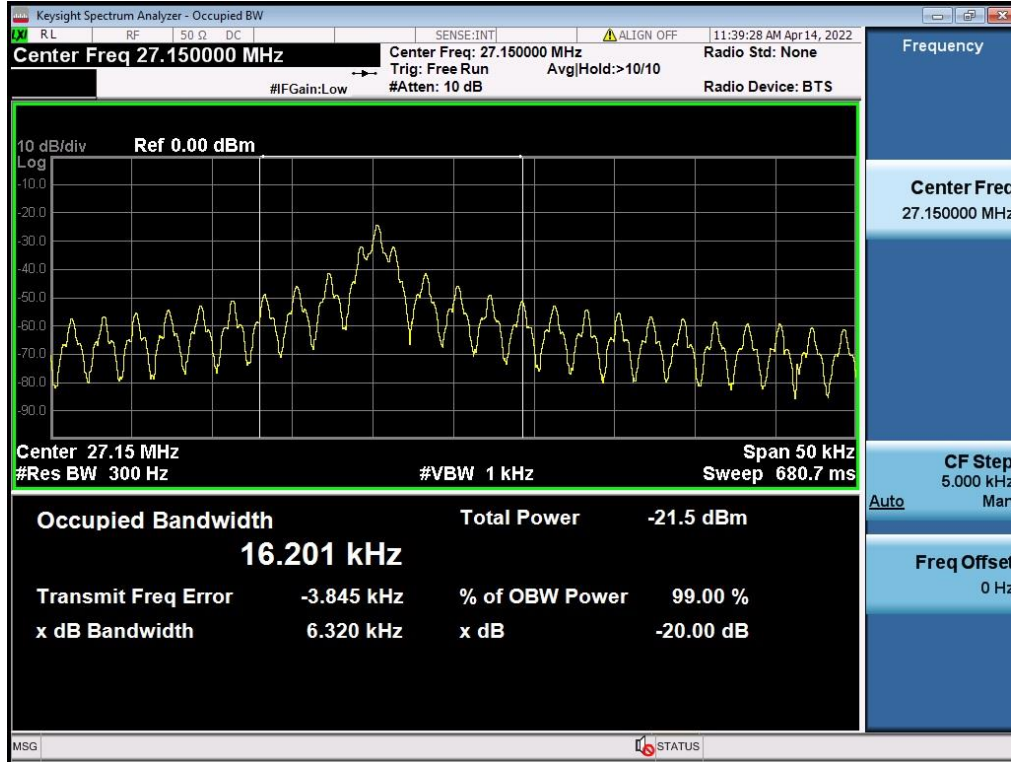 Keysight Spectrum Analyzer - Occupied BW
LXI RL RF 50 Ω DC SENSE:INT ALIGN OFF 11:39:28 AM Apr 14, 2022
Center Freq 27.150000 MHz
Center Freq: 27.150000 MHz
Radio Std: None
Trig: Free Run Avg|Hold:>10/10
#IFGain:Low #Atten: 10 dB Radio Device: BTS
10 dB/div Ref 0.00 dBm
Log
-10.0
-20.0
-30.0
-40.0
-50.0
-60.0
-70.0
-80.0
-90.0
Center 27.15 MHz Span 50 kHz
#Res BW 300 Hz #VBW 1 kHz Sweep 680.7 ms
Occupied Bandwidth Total Power -21.5 dBm
16.201 kHz
Transmit Freq Error -3.845 kHz % of OBW Power 99.00 %
x dB Bandwidth 6.320 kHz x dB -20.00 dB
MSG STATUS
Frequency
Center Freq
27.150000 MHz
CF Step
5.000 kHz
Auto Man
Freq Offset
0 Hz